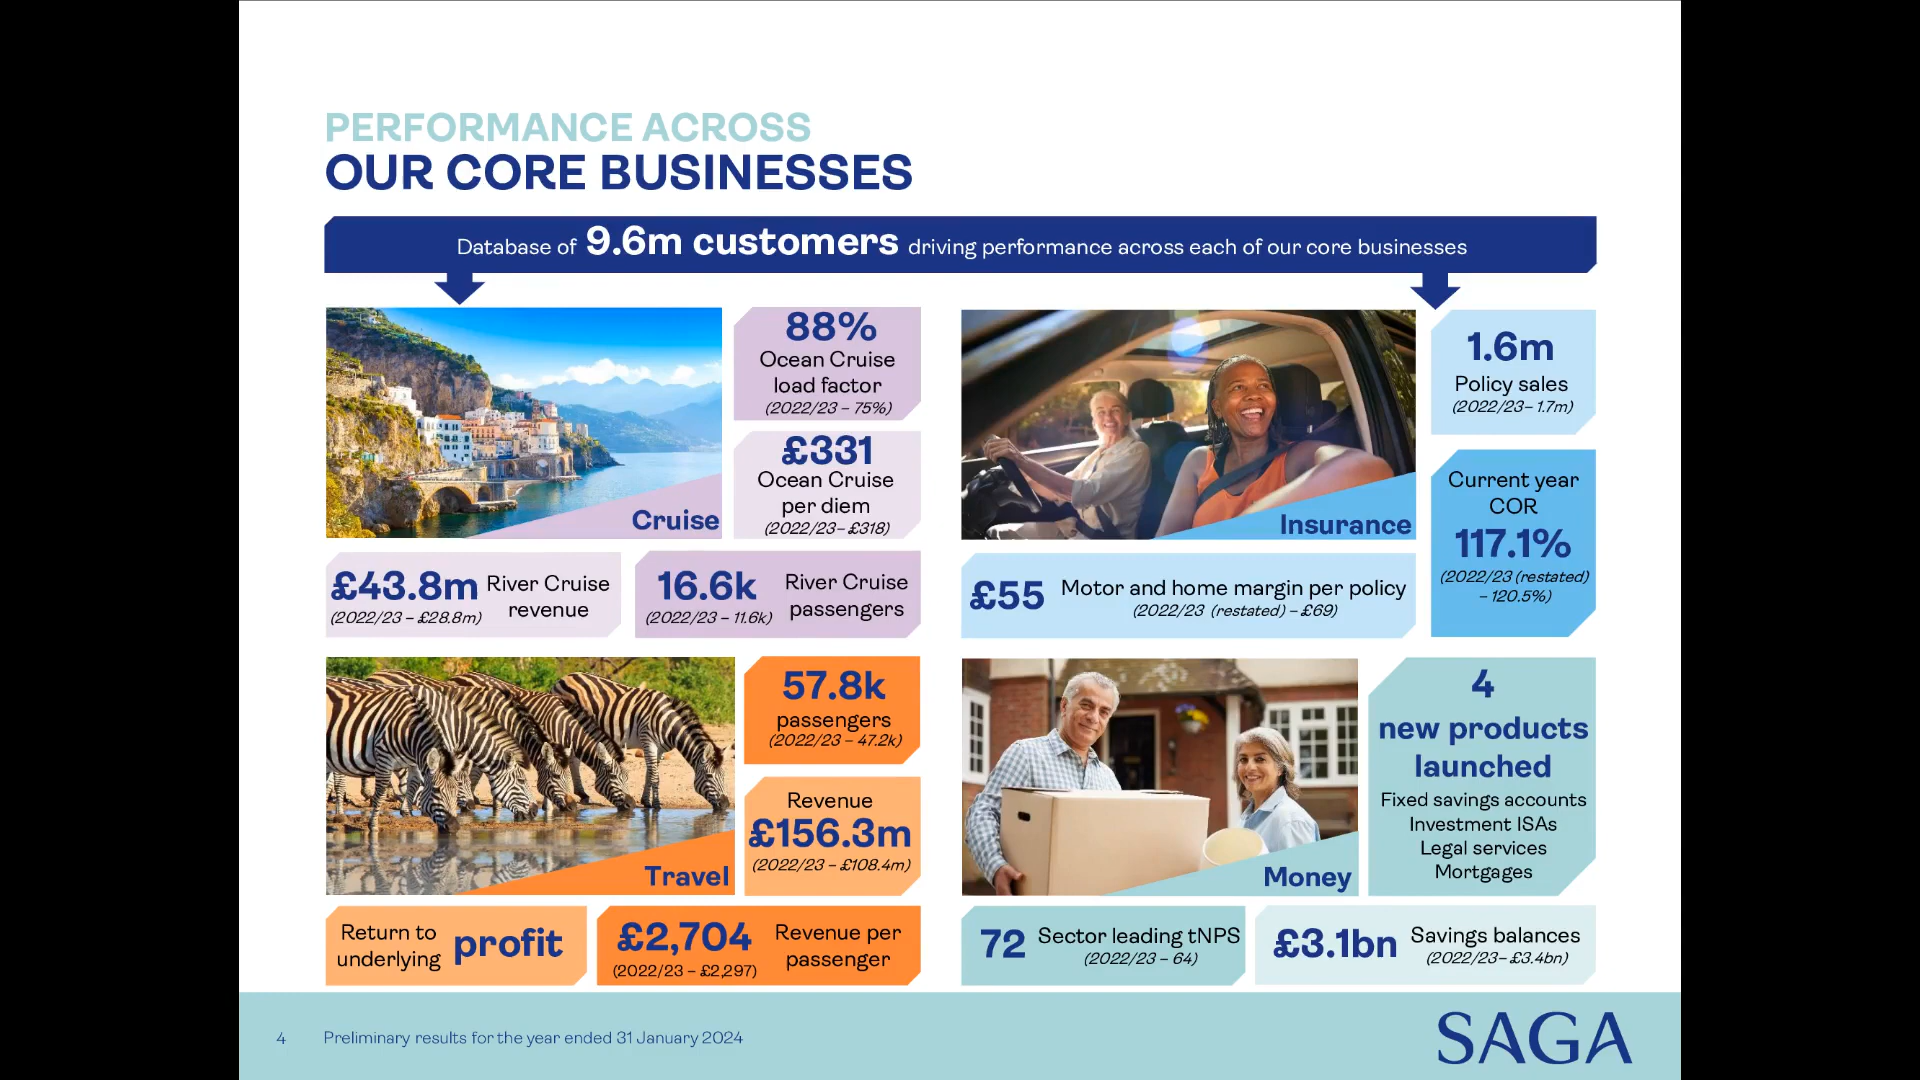 PERFORMANCE ACROSS
OUR CORE BUSINESSES
Database of 9.6m customers driving performance across each of our core businesses
88%
Ocean Cruise
load factor
(2022/23 – 75%)
£331
Ocean Cruise
per diem
(2022/23– £318)
Cruise
£43.8m River Cruise
revenue
(2022/23 – £28.8m)
16.6k River Cruise
passengers
(2022/23 – 11.6k)
1.6m
Policy sales
(2022/23– 1.7m)
Insurance
Current year
COR
117.1%
(2022/23 (restated)
– 120.5%)
£55 Motor and home margin per policy
(2022/23 (restated) – £69)
57.8k
passengers
(2022/23 – 47.2k)
Revenue
£156.3m
(2022/23 – £108.4m)
Travel
Return to
underlying profit
£2,704 Revenue per
passenger
(2022/23 – £2,297)
4
new products
launched
Fixed savings accounts
Investment ISAs
Legal services
Mortgages
Money
72 Sector leading tNPS
(2022/23 – 64)
£3.1bn Savings balances
(2022/23– £3.4bn)
4 Preliminary results for the year ended 31 January 2024
SAGA